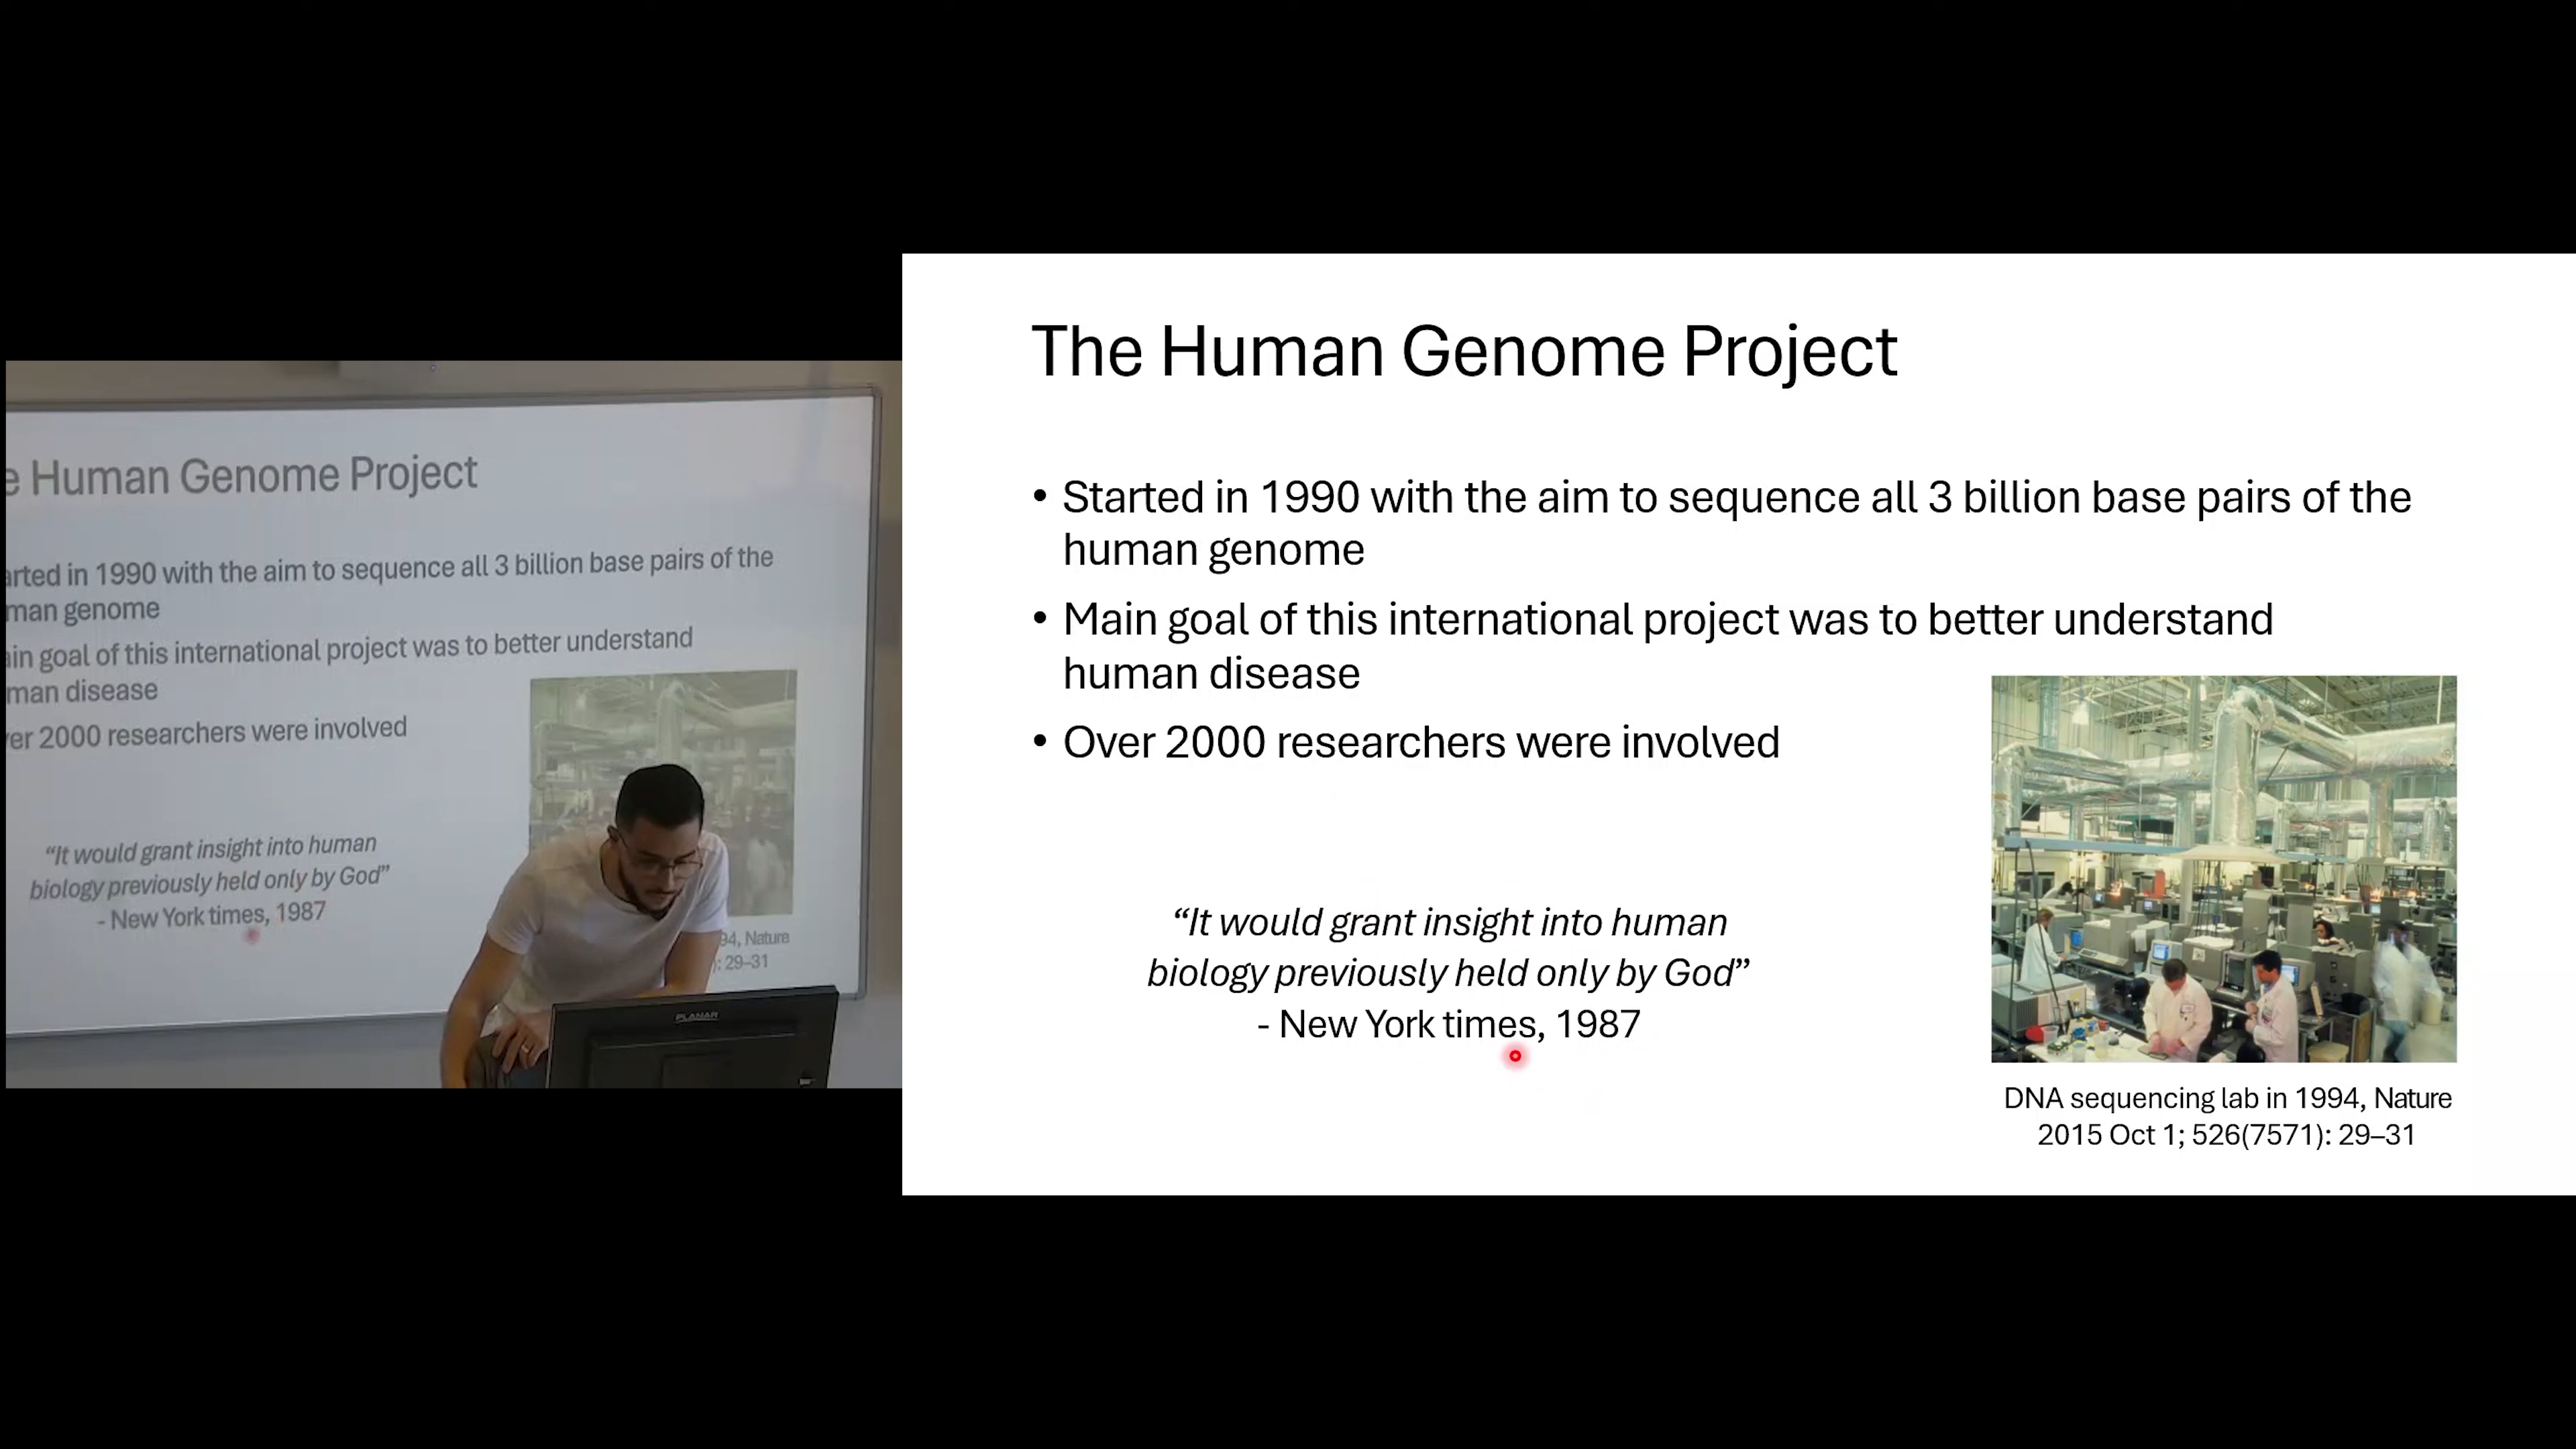 The Human Genome Project
• Started in 1990 with the aim to sequence all 3 billion base pairs of the
human genome
• Main goal of this international project was to better understand
human disease
• Over 2000 researchers were involved
“It would grant insight into human
biology previously held only by God”
- New York times, 1987
DNA sequencing lab in 1994, Nature
2015 Oct 1; 526(7571): 29–31
e Human Genome Project
arted in 1990 with the aim to sequence all 3 billion base pairs of the
man genome
ain goal of this international project was to better understand
man disease
er 2000 researchers were involved
“It would grant insight into human
biology previously held only by God”
- New York times, 1987
94, Nature
): 29–31
PLANAR